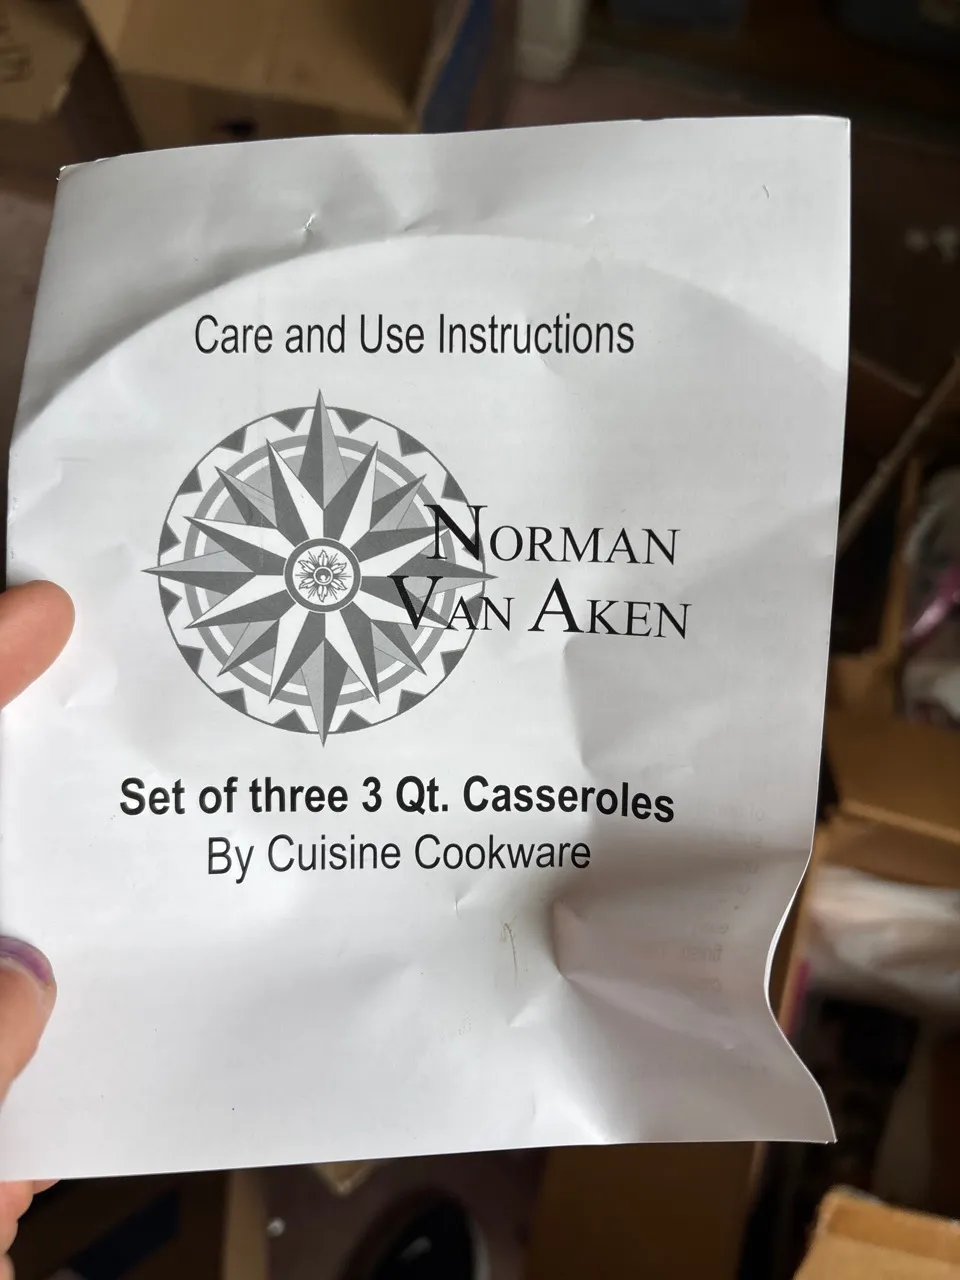 Care and Use Instructions
NORMAN
VAN AKEN
Set of three 3 Qt. Casseroles
By Cuisine Cookware